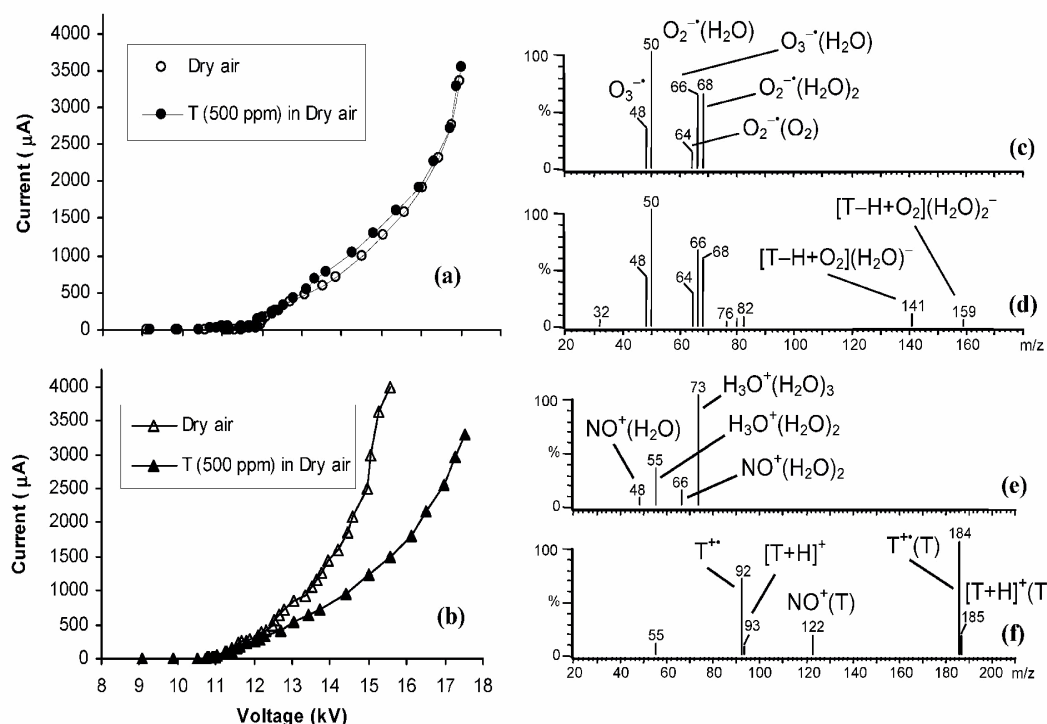 4000
3500
3000
2500
2000
1500
1000
500
0
Current ( μA)
Dry air
T (500 ppm) in Dry air
(a)
4000
3500
3000
2500
2000
1500
1000
500
0
Current ( μA)
Dry air
T (500 ppm) in Dry air
(b)
8 9 10 11 12 13 14 15 16 17 18
Voltage (kV)
100
%
0
O₃⁻•
48
O₂⁻•(H₂O)
50
O₃⁻•(H₂O)
66 68
O₂⁻•(H₂O)₂
64
O₂⁻•(O₂)
(c)
100
%
0
50
48
66
64
68
32
76
82
[T–H+O₂](H₂O)₂⁻
[T–H+O₂](H₂O)⁻
141
159
(d)
20 40 60 80 100 120 140 160 m/z
100
%
0
73
H₃O⁺(H₂O)₃
NO⁺(H₂O)
H₃O⁺(H₂O)₂
55
48
66
NO⁺(H₂O)₂
(e)
100
%
0
T⁺•
[T+H]⁺
92
93
NO⁺(T)
122
55
T⁺•(T)
184
[T+H]⁺(T
185
(f)
20 40 60 80 100 120 140 160 180 200 m/z